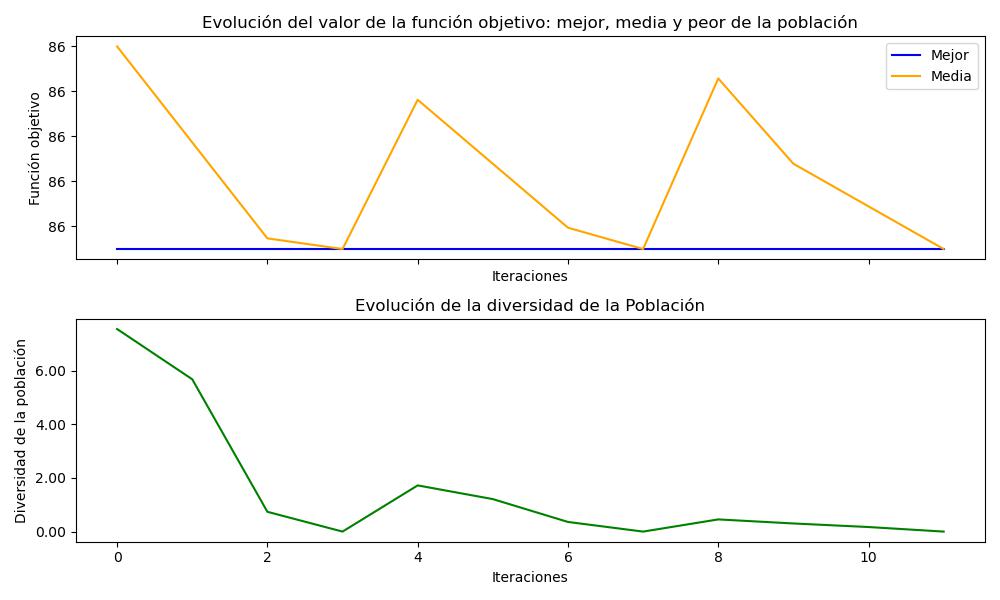 Evolución del valor de la función objetivo: mejor, media y peor de la población
86
86
86
86
86
Función objetivo
Mejor
Media
Iteraciones
Evolución de la diversidad de la Población
6.00
4.00
2.00
0.00
Diversidad de la población
0 2 4 6 8 10
Iteraciones